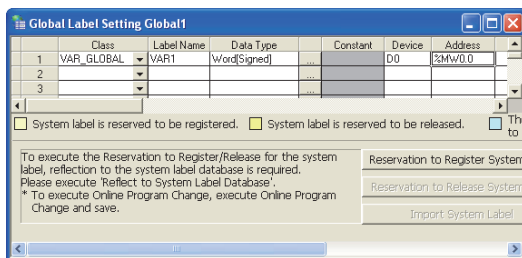 Global Label Setting Global1
Class Label Name Data Type Constant Device Address
1 VAR_GLOBAL VAR1 Word[Signed] ... D0 %MW0.0
2 ...
3 ...
System label is reserved to be registered. System label is reserved to be released. Th
to
To execute the Reservation to Register/Release for the system
label, reflection to the system label database is required.
Please execute 'Reflect to System Label Database'.
* To execute Online Program Change, execute Online Program
Change and save.
Reservation to Register System
Reservation to Release System
Import System Label